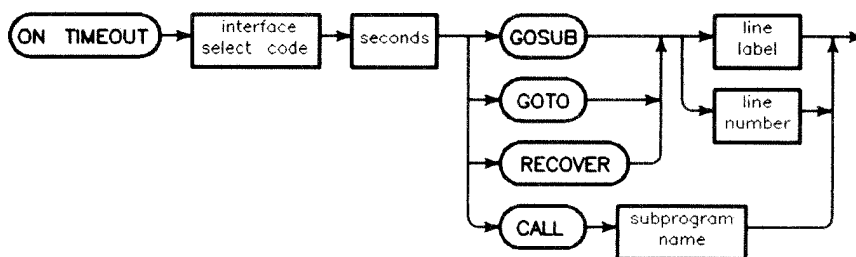 ON TIMEOUT
interface
select code
seconds
GOSUB
line
label
GOTO
line
number
RECOVER
CALL
subprogram
name